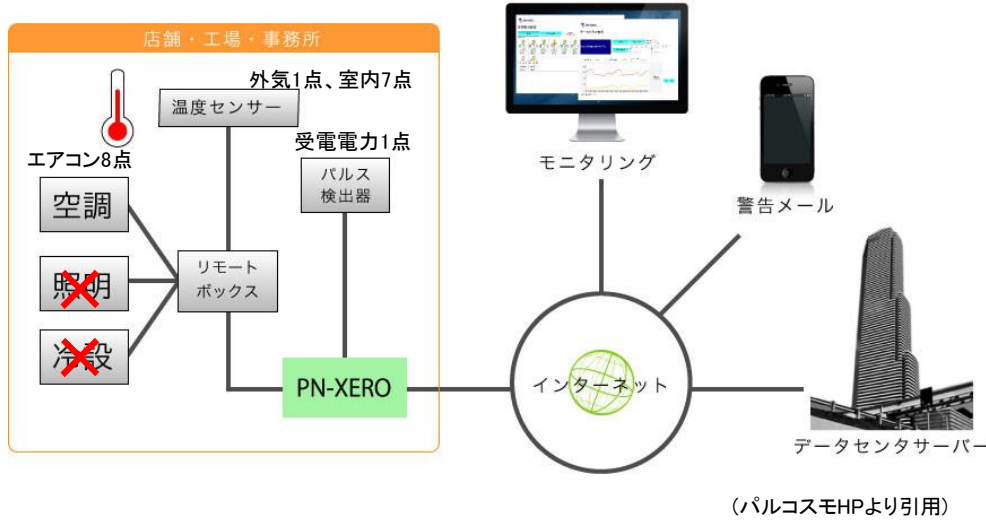 店舗・工場・事務所
外気1点、室内7点
温度センサー
受電電力1点
エアコン8点
パルス
検出器
空調
照明
冷設
リモート
ボックス
PN-XERO
モニタリング
警告メール
インターネット
データセンタサーバー
(パルコスモHPより引用)